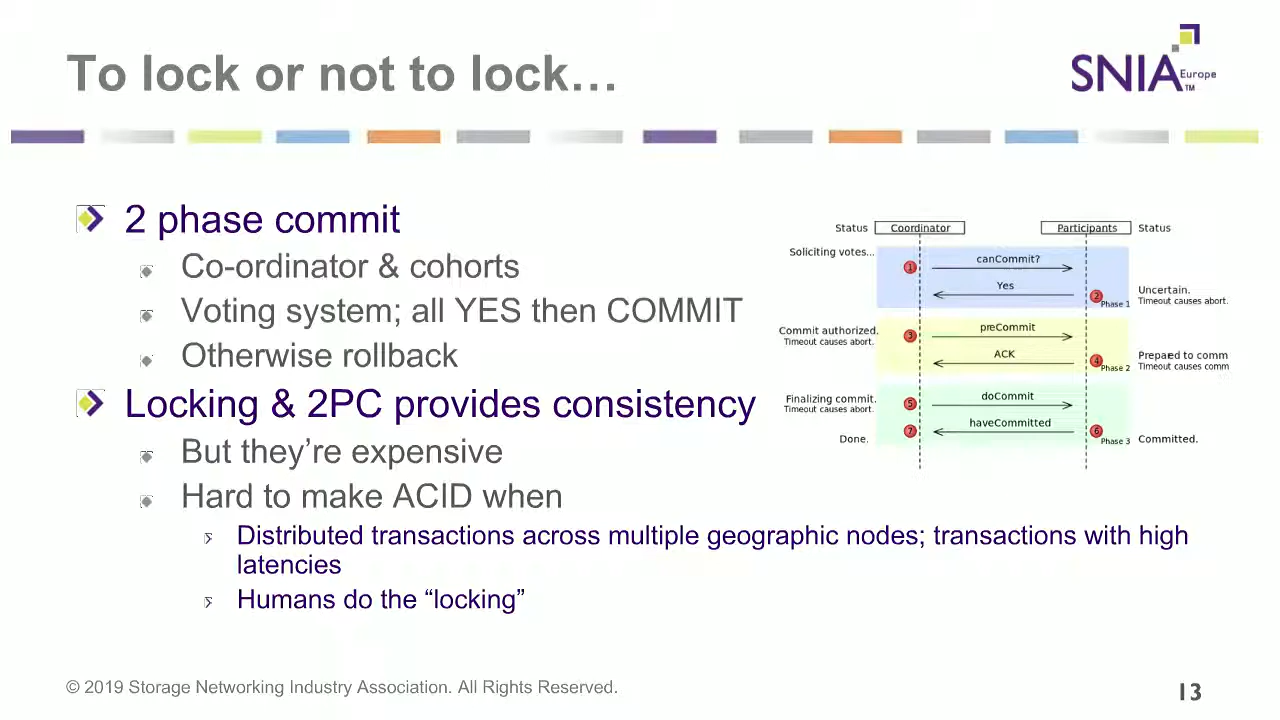 To lock or not to lock…
SNIA Europe ™
2 phase commit
Co-ordinator & cohorts
Voting system; all YES then COMMIT
Otherwise rollback
Locking & 2PC provides consistency
But they’re expensive
Hard to make ACID when
Distributed transactions across multiple geographic nodes; transactions with high
latencies
Humans do the “locking”
Status Coordinator Participants Status
Soliciting votes...
canCommit?
1
Yes
2
Phase 1
Uncertain.
Timeout causes abort.
Commit authorized.
Timeout causes abort.
preCommit
3
ACK
4
Phase 2
Prepared to comm
Timeout causes comm
Finalizing commit.
Timeout causes abort.
doCommit
5
haveCommitted
7
6
Phase 3
Done.
Committed.
© 2019 Storage Networking Industry Association. All Rights Reserved.
13